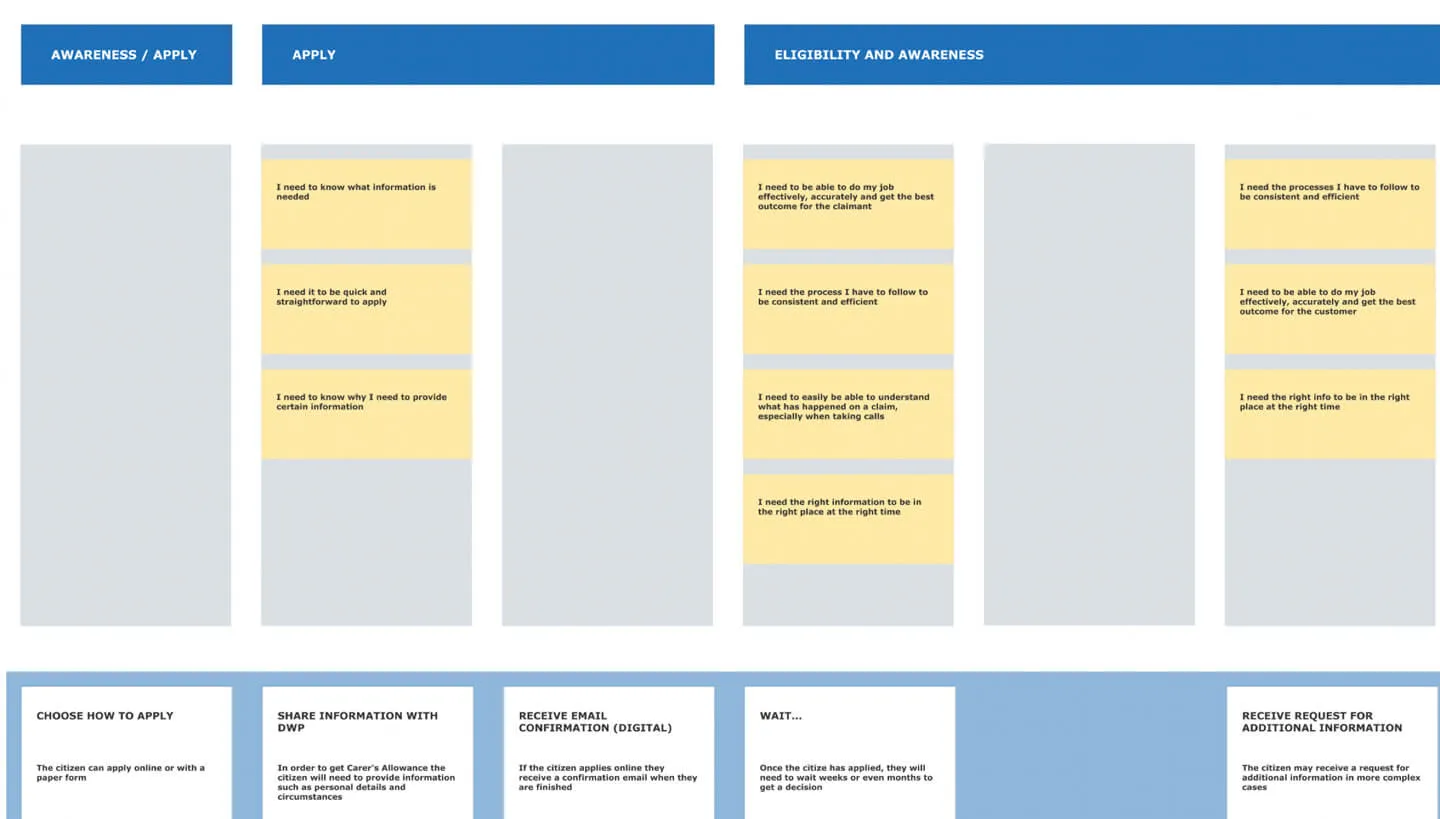 AWARENESS / APPLY
APPLY
ELIGIBILITY AND AWARENESS
I need to know what information is
needed
I need it to be quick and
straightforward to apply
I need to know why I need to provide
certain information
I need to be able to do my job
effectively, accurately and get the best
outcome for the claimant
I need the process I have to follow to
be consistent and efficient
I need to easily be able to understand
what has happened on a claim,
especially when taking calls
I need the right information to be in
the right place at the right time
I need the processes I have to follow to
be consistent and efficient
I need to be able to do my job
effectively, accurately and get the best
outcome for the customer
I need the right info to be in the right
place at the right time
CHOOSE HOW TO APPLY
The citizen can apply online or with a
paper form
SHARE INFORMATION WITH
DWP
In order to get Carer's Allowance the
citizen will need to provide information
such as personal details and
circumstances
RECEIVE EMAIL
CONFIRMATION (DIGITAL)
If the citizen applies online they
receive a confirmation email when they
are finished
WAIT...
Once the citize has applied, they will
need to wait weeks or even months to
get a decision
RECEIVE REQUEST FOR
ADDITIONAL INFORMATION
The citizen may receive a request for
additional information in more complex
cases